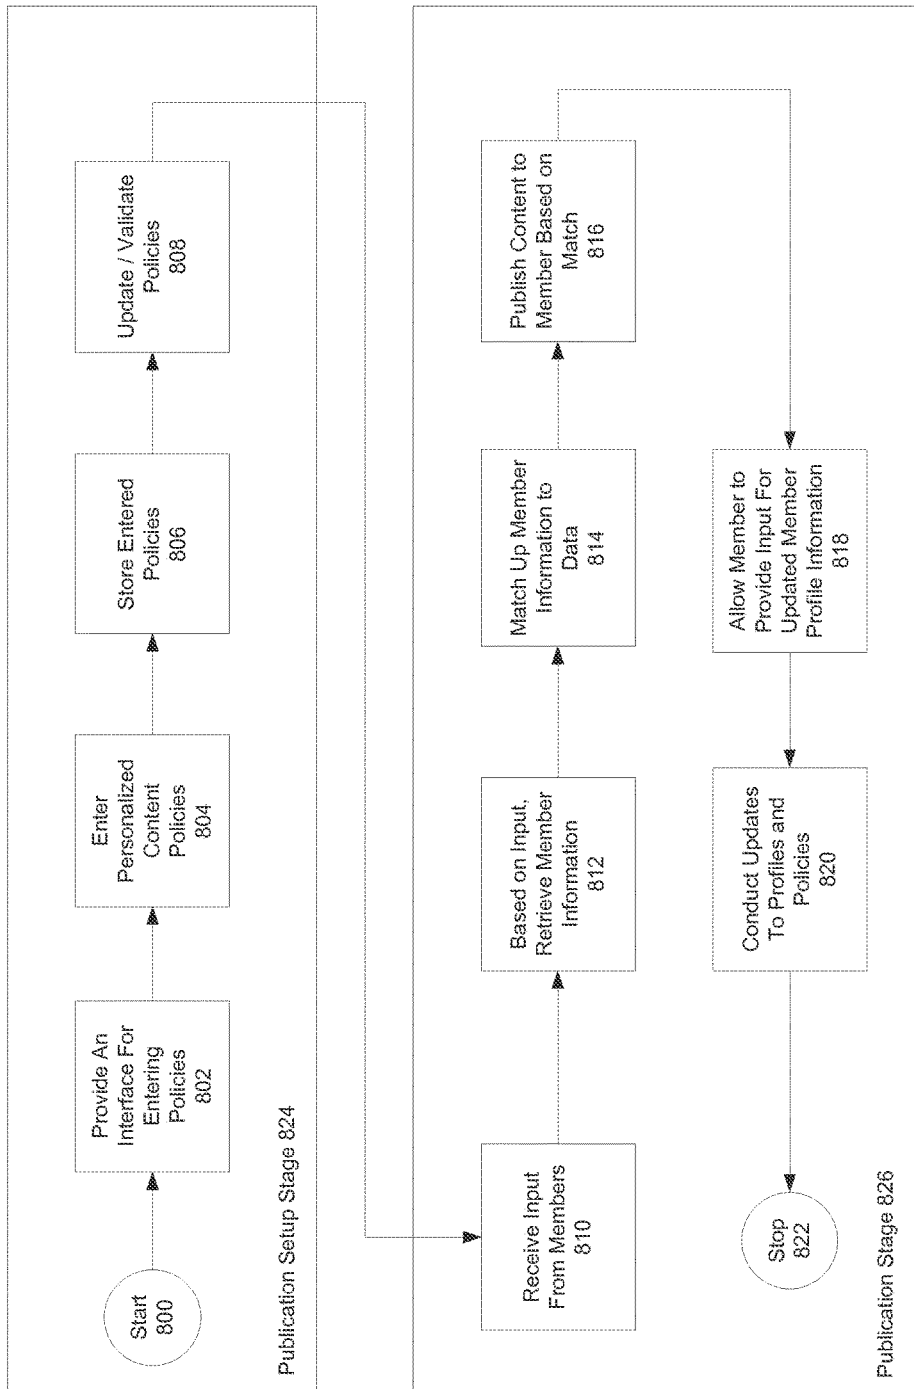 Start
800
Provide An
Interface For
Entering
Policies
802
Enter
Personalized
Content
Policies
804
Store Entered
Policies
806
Update / Validate
Policies
808
Publication Setup Stage 824
Receive Input
From Members
810
Based on Input,
Retrieve Member
Information
812
Match Up Member
Information to
Data
814
Publish Content to
Member Based on
Match
816
Allow Member to
Provide Input For
Updated Member
Profile Information
818
Conduct Updates
To Profiles and
Policies
820
Stop
822
Publication Stage 826